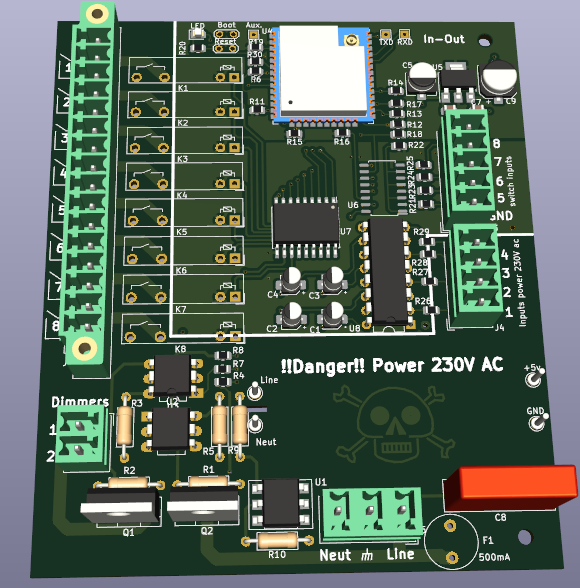 LED
Boot
Aux.
Reset
R20
R19
R30
R6
U4
TXD
RXD
In-Out
C5
U5
C9
R14
R11
R17
R13
R12
R18
R22
R15
R16
J7
1
2
3
4
5
6
7
8
K1
K2
K3
K4
K5
K6
K7
K8
8
7
6
5
GND
switch Inputs
R25
R24
R23
R21
U6
U7
R29
R28
R27
R26
C4
C3
C2
C1
U8
4
3
2
1
J4
Inputs power 230V ac
R8
R7
R4
!!Danger!! Power 230V AC
Line
Neut
+5v
GND
Dimmers
1
2
R3
U2
R5
R9
R2
R1
Q1
Q2
U1
R10
Neut
Line
C8
F1
500mA